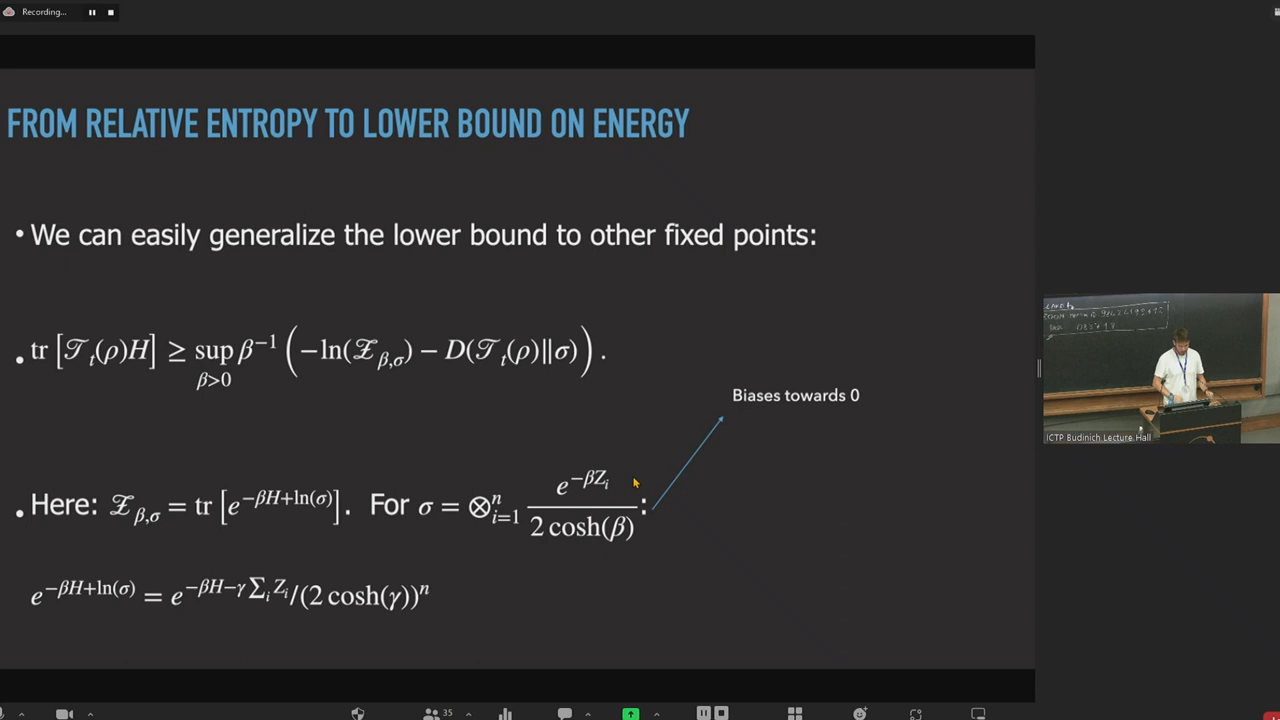 Recording...
FROM RELATIVE ENTROPY TO LOWER BOUND ON ENERGY
• We can easily generalize the lower bound to other fixed points:
• tr [𝒯_t(ρ)H] ≥ sup_{β>0} β^{-1} (−ln(𝒵_{β,σ}) − D(𝒯_t(ρ)‖σ)) .
Biases towards 0
• Here: 𝒵_{β,σ} = tr [e^{−βH+ln(σ)}]. For σ = ⊗_{i=1}^{n} e^{−βZ_i} / 2 cosh(β) :
e^{−βH+ln(σ)} = e^{−βH−γ∑_i Z_i}/(2 cosh(γ))^n
ICTP Budinich Lecture Hall
35